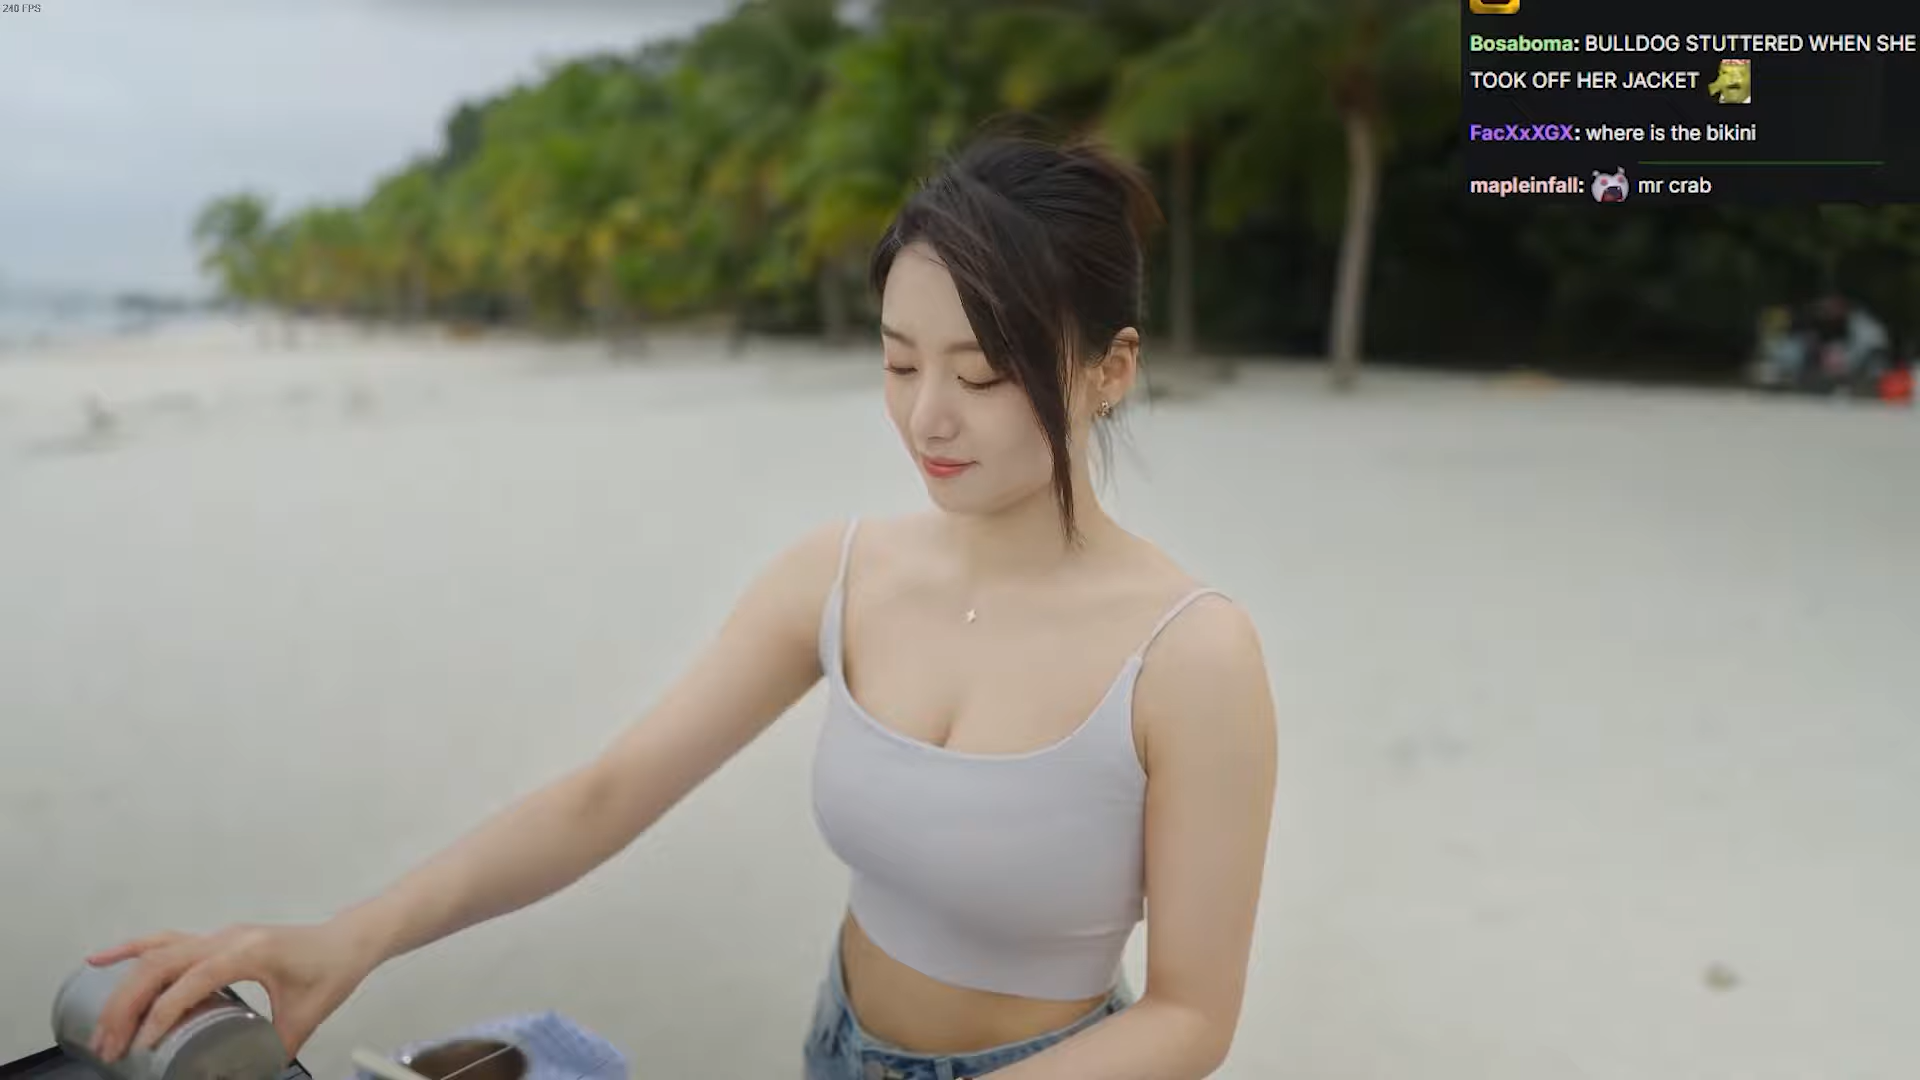 240 FPS
Bosaboma: BULLDOG STUTTERED WHEN SHE
TOOK OFF HER JACKET
FacXxXGX: where is the bikini
mapleinfall: mr crab